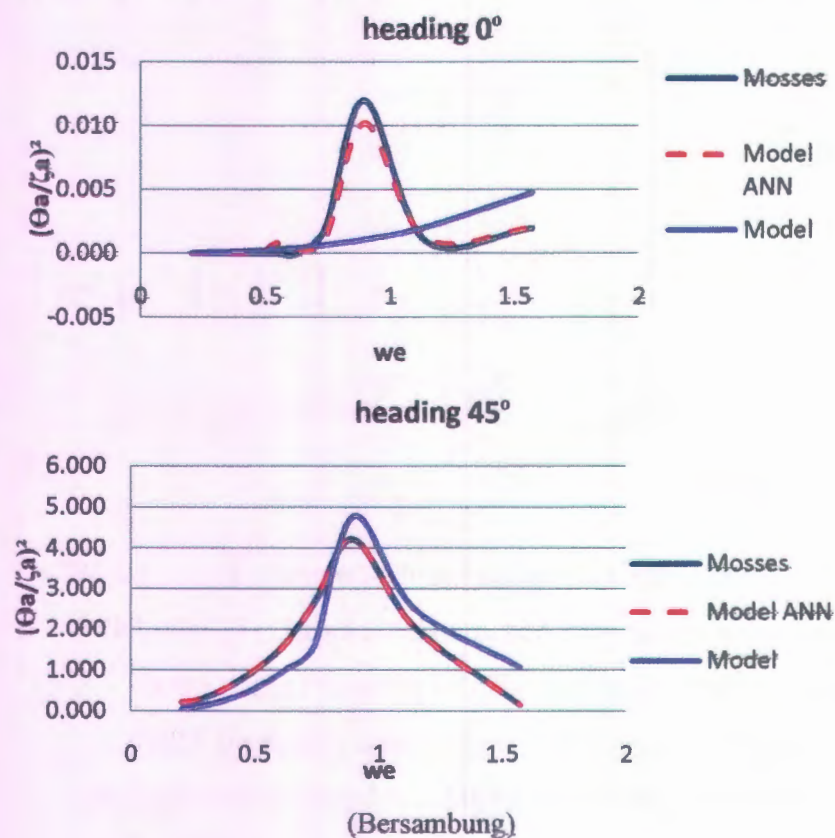 heading 0°
0.015
0.010
0.005
0.000
-0.005
0 0.5 1 1.5 2
(Θa/ζa)²
we
Mosses
Model
ANN
Model
heading 45°
6.000
5.000
4.000
3.000
2.000
1.000
0.000
0 0.5 1 1.5 2
(Θa/ζa)²
we
Mosses
Model ANN
Model
(Bersambung)